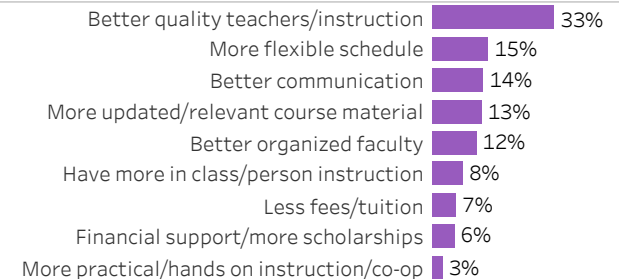 Better quality teachers/instruction 33%
More flexible schedule 15%
Better communication 14%
More updated/relevant course material 13%
Better organized faculty 12%
Have more in class/person instruction 8%
Less fees/tuition 7%
Financial support/more scholarships 6%
More practical/hands on instruction/co-op 3%